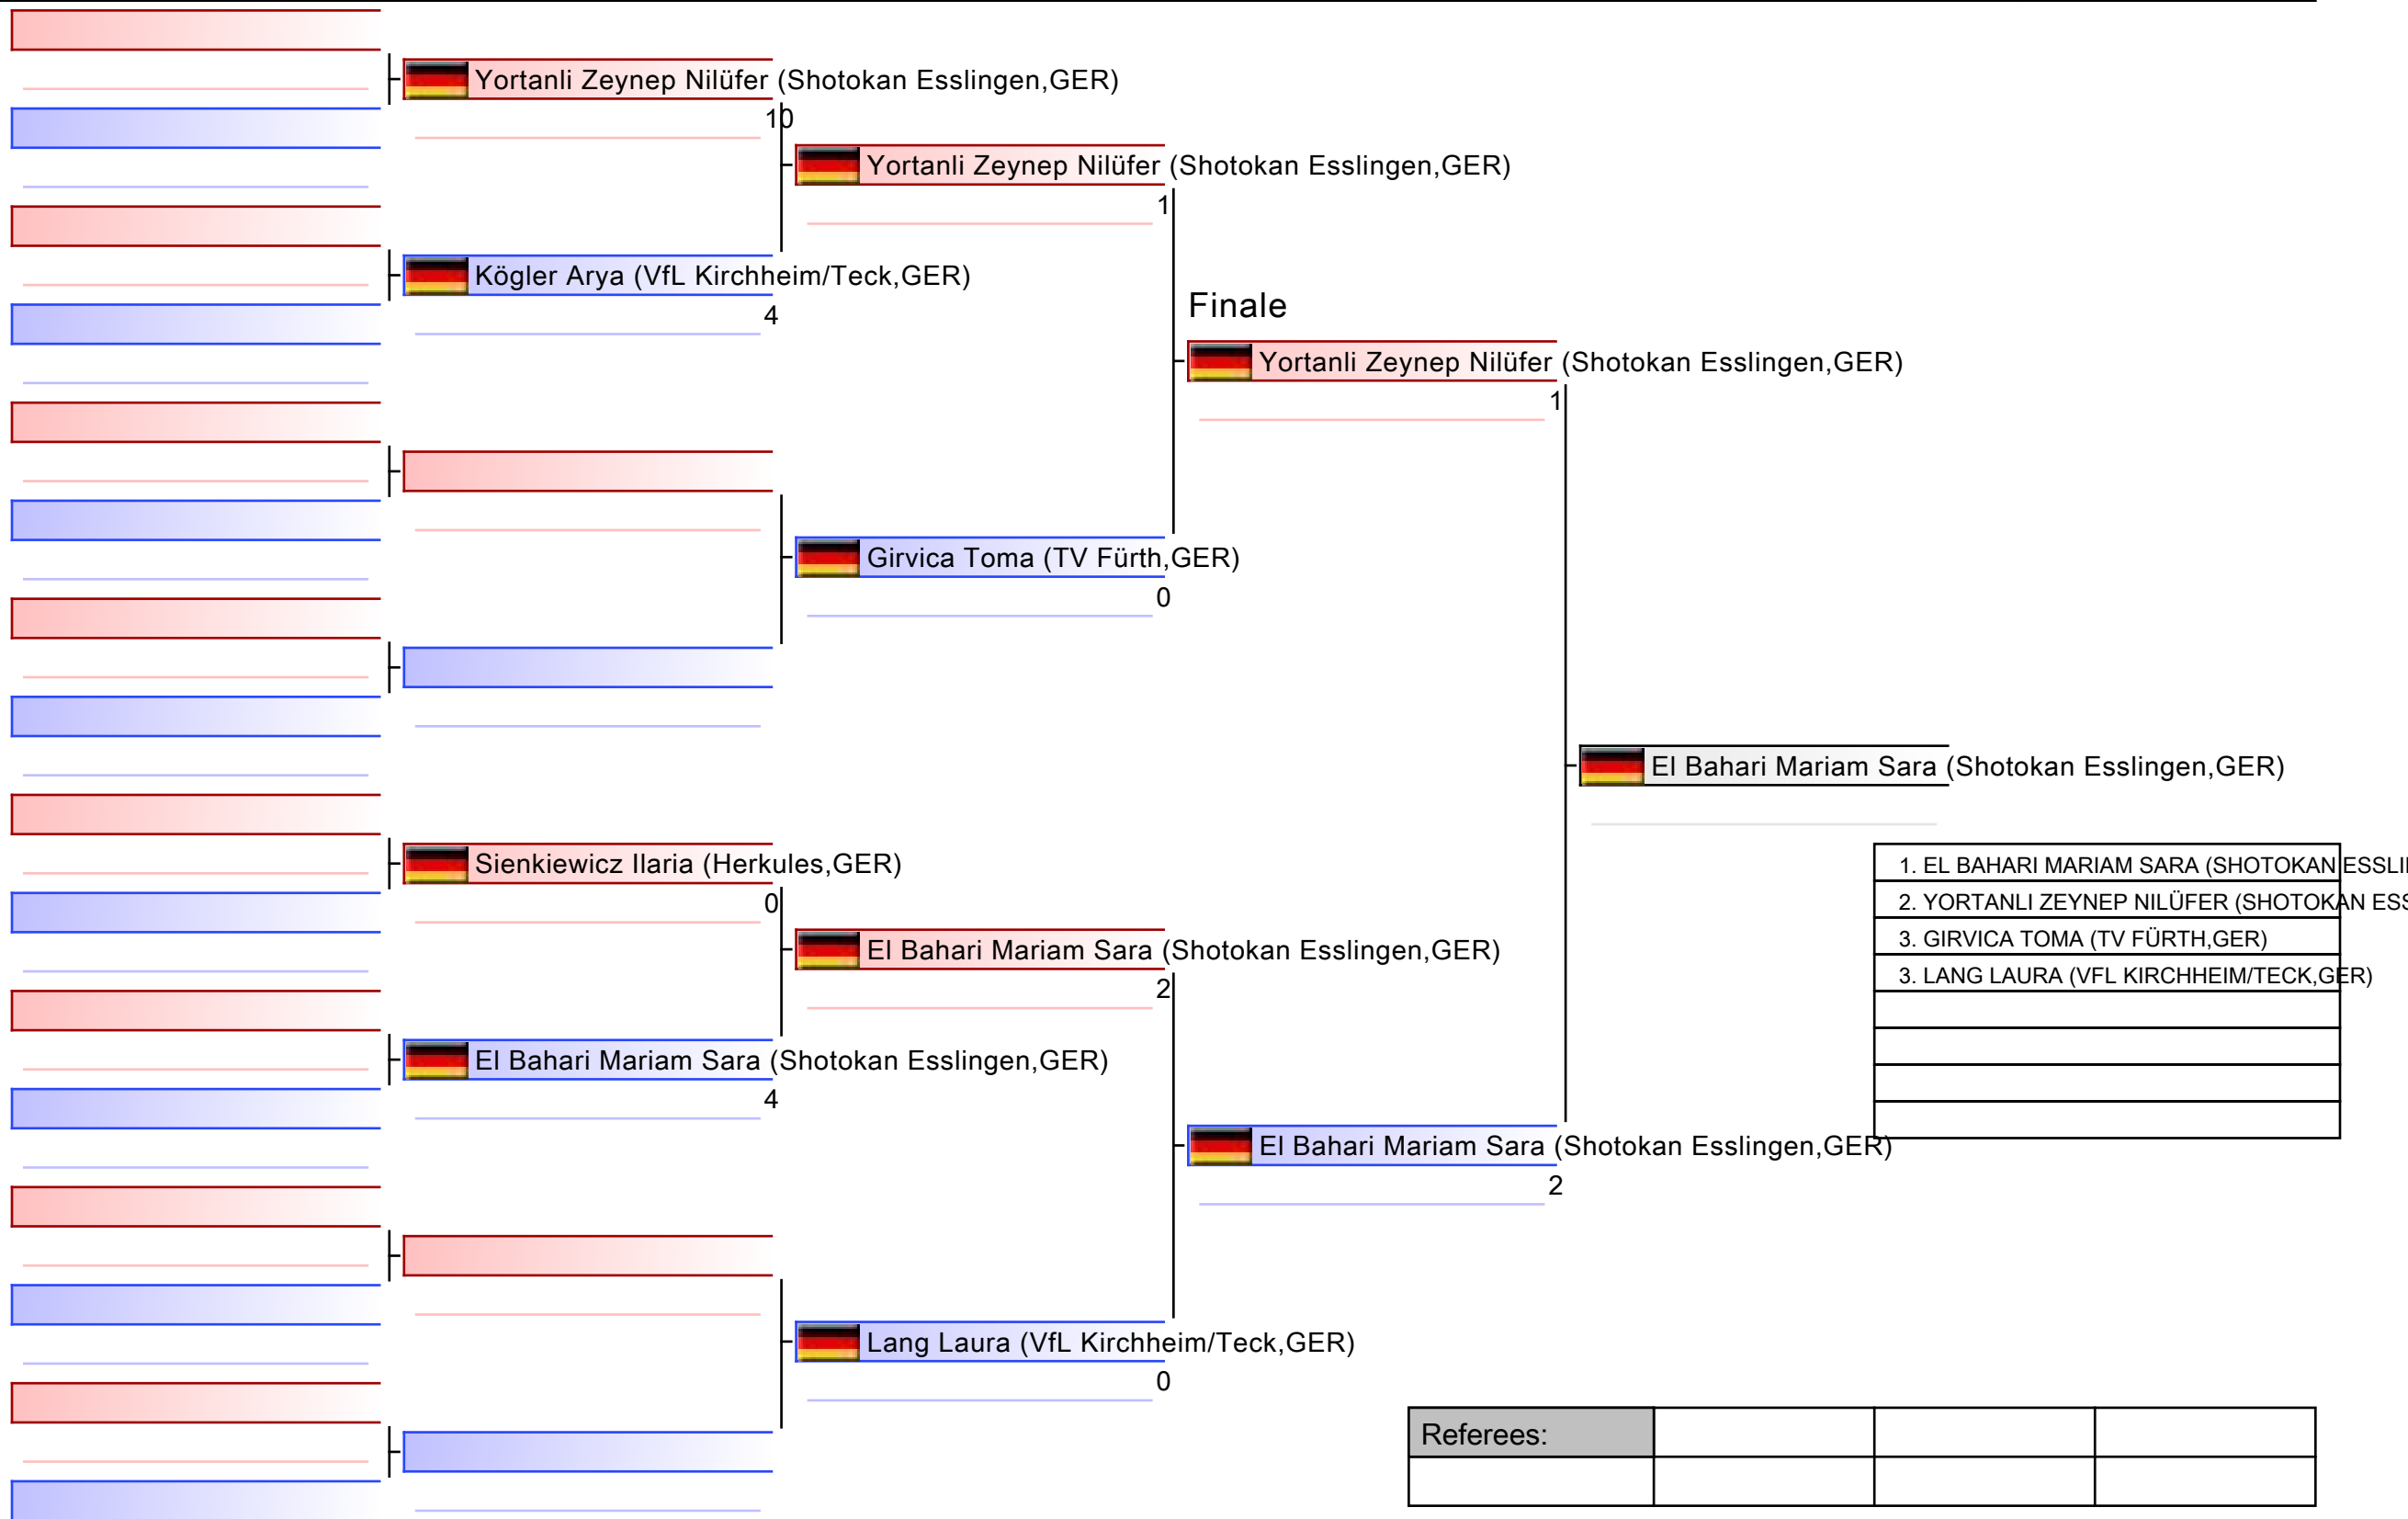 Yortanli Zeynep Nilüfer (Shotokan Esslingen,GER)
10
Yortanli Zeynep Nilüfer (Shotokan Esslingen,GER)
1
Kögler Arya (VfL Kirchheim/Teck,GER)
4
Finale
Yortanli Zeynep Nilüfer (Shotokan Esslingen,GER)
1
Girvica Toma (TV Fürth,GER)
0
El Bahari Mariam Sara (Shotokan Esslingen,GER)
Sienkiewicz Ilaria (Herkules,GER)
0
1. EL BAHARI MARIAM SARA (SHOTOKAN ESSLI
2. YORTANLI ZEYNEP NILÜFER (SHOTOKAN ESS
3. GIRVICA TOMA (TV FÜRTH,GER)
3. LANG LAURA (VFL KIRCHHEIM/TECK,GER)
El Bahari Mariam Sara (Shotokan Esslingen,GER)
2
El Bahari Mariam Sara (Shotokan Esslingen,GER)
4
El Bahari Mariam Sara (Shotokan Esslingen,GER)
2
Lang Laura (VfL Kirchheim/Teck,GER)
0
Referees: